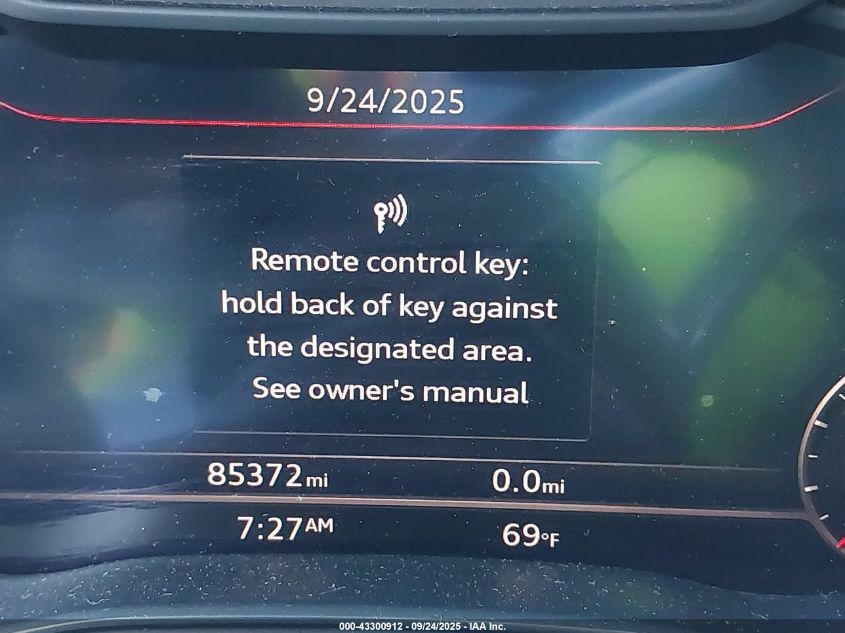 9/24/2025
Remote control key:
hold back of key against
the designated area.
See owner's manual
85372mi 0.0mi
7:27AM 69°F
000-43300912 - 09/24/2025 - IAA Inc.